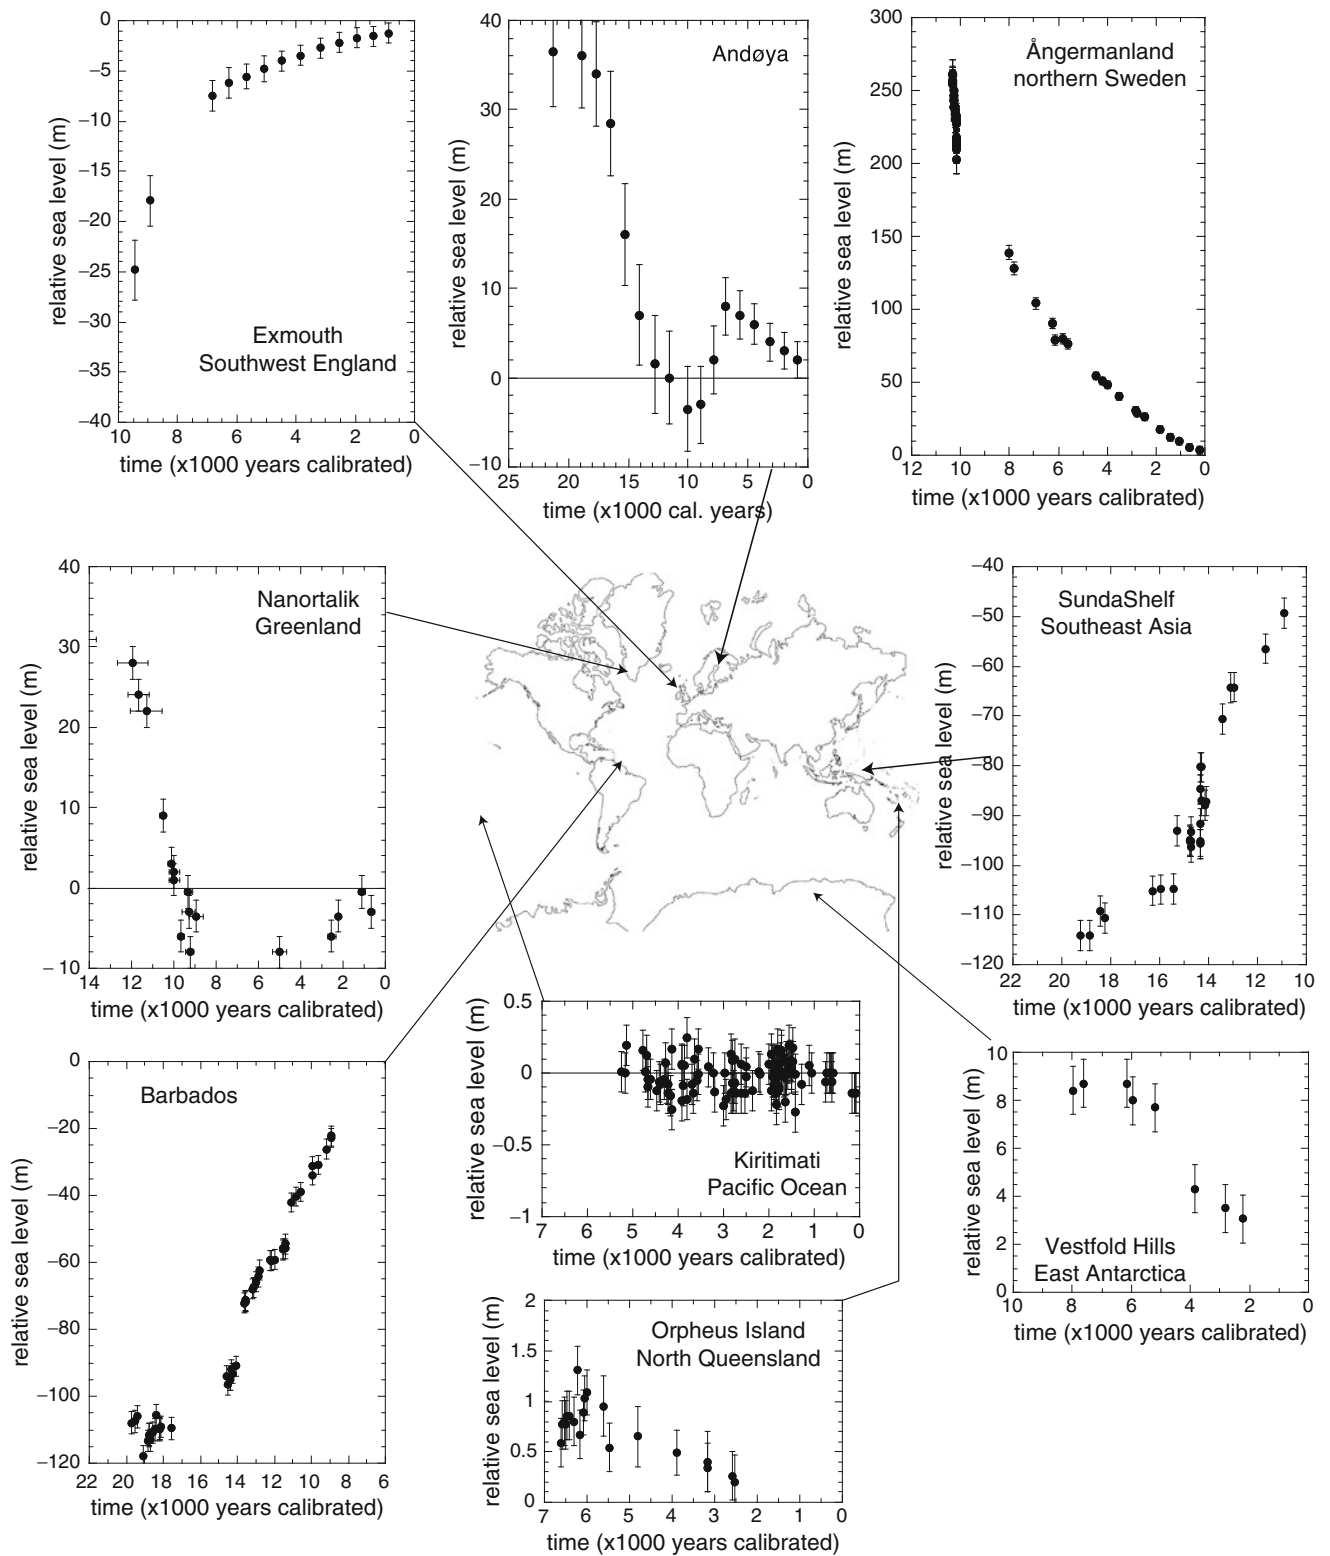 0
−5
−10
−15
−20
−25
−30
−35
−40
relative sea level (m)
Exmouth
Southwest England
10 8 6 4 2 0
time (x1000 years calibrated)
40
30
20
10
0
−10
relative sea level (m)
Andøya
25 20 15 10 5 0
time (x1000 cal. years)
300
250
200
150
100
50
0
relative sea level (m)
Ångermanland
northern Sweden
12 10 8 6 4 2 0
time (x1000 years calibrated)
40
30
20
10
0
− 10
relative sea level (m)
Nanortalik
Greenland
14 12 10 8 6 4 2 0
time (x1000 years calibrated)
−40
−50
−60
−70
−80
−90
−100
−110
−120
relative sea level (m)
SundaShelf
Southeast Asia
22 20 18 16 14 12 10
time (x1000 years calibrated)
0
−20
−40
−60
−80
−100
−120
relative sea level (m)
Barbados
22 20 18 16 14 12 10 8 6
time (x1000 years calibrated)
0.5
0
−0.5
−1
relative sea level (m)
Kiritimati
Pacific Ocean
7 6 5 4 3 2 1 0
time (x1000 years calibrated)
10
8
6
4
2
0
relative sea level (m)
Vestfold Hills
East Antarctica
10 8 6 4 2 0
time (x1000 years calibrated)
2
1.5
1
0.5
0
relative sea level (m)
Orpheus Island
North Queensland
7 6 5 4 3 2 1 0
time (x1000 years calibrated)